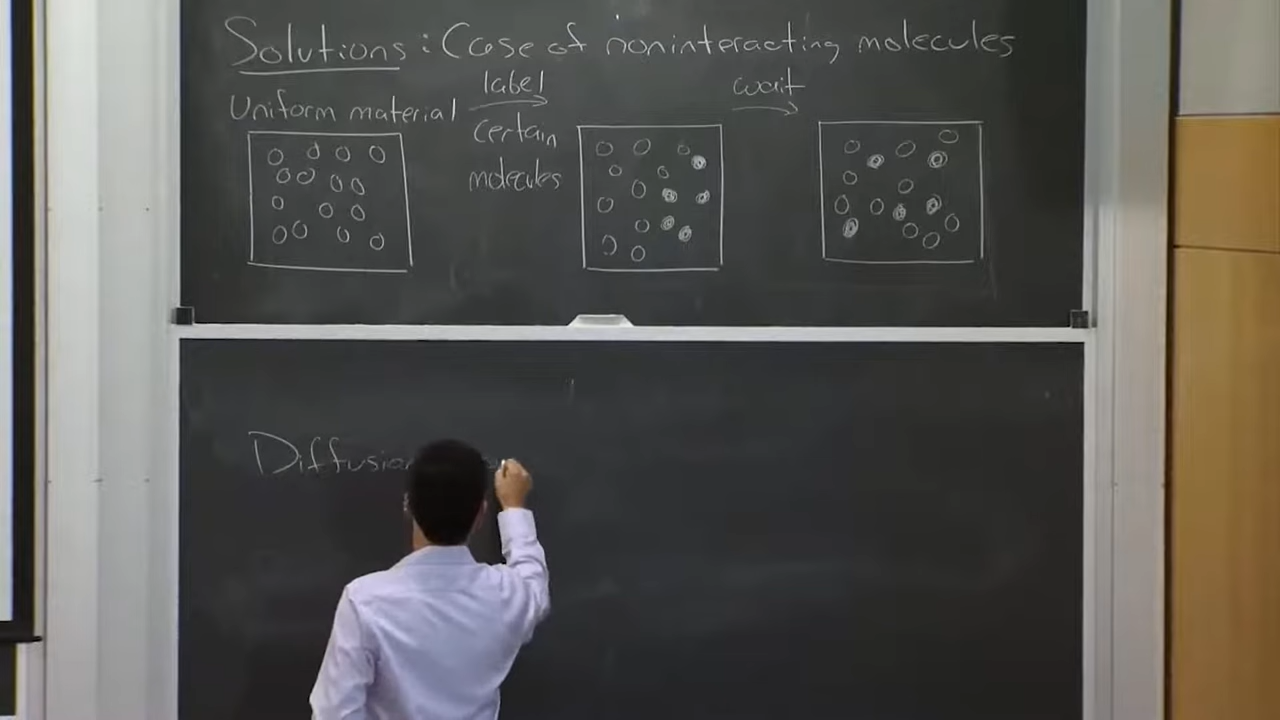 Solutions: Case of noninteracting molecules
Uniform material
label
certain
molecules
wait
Diffusion